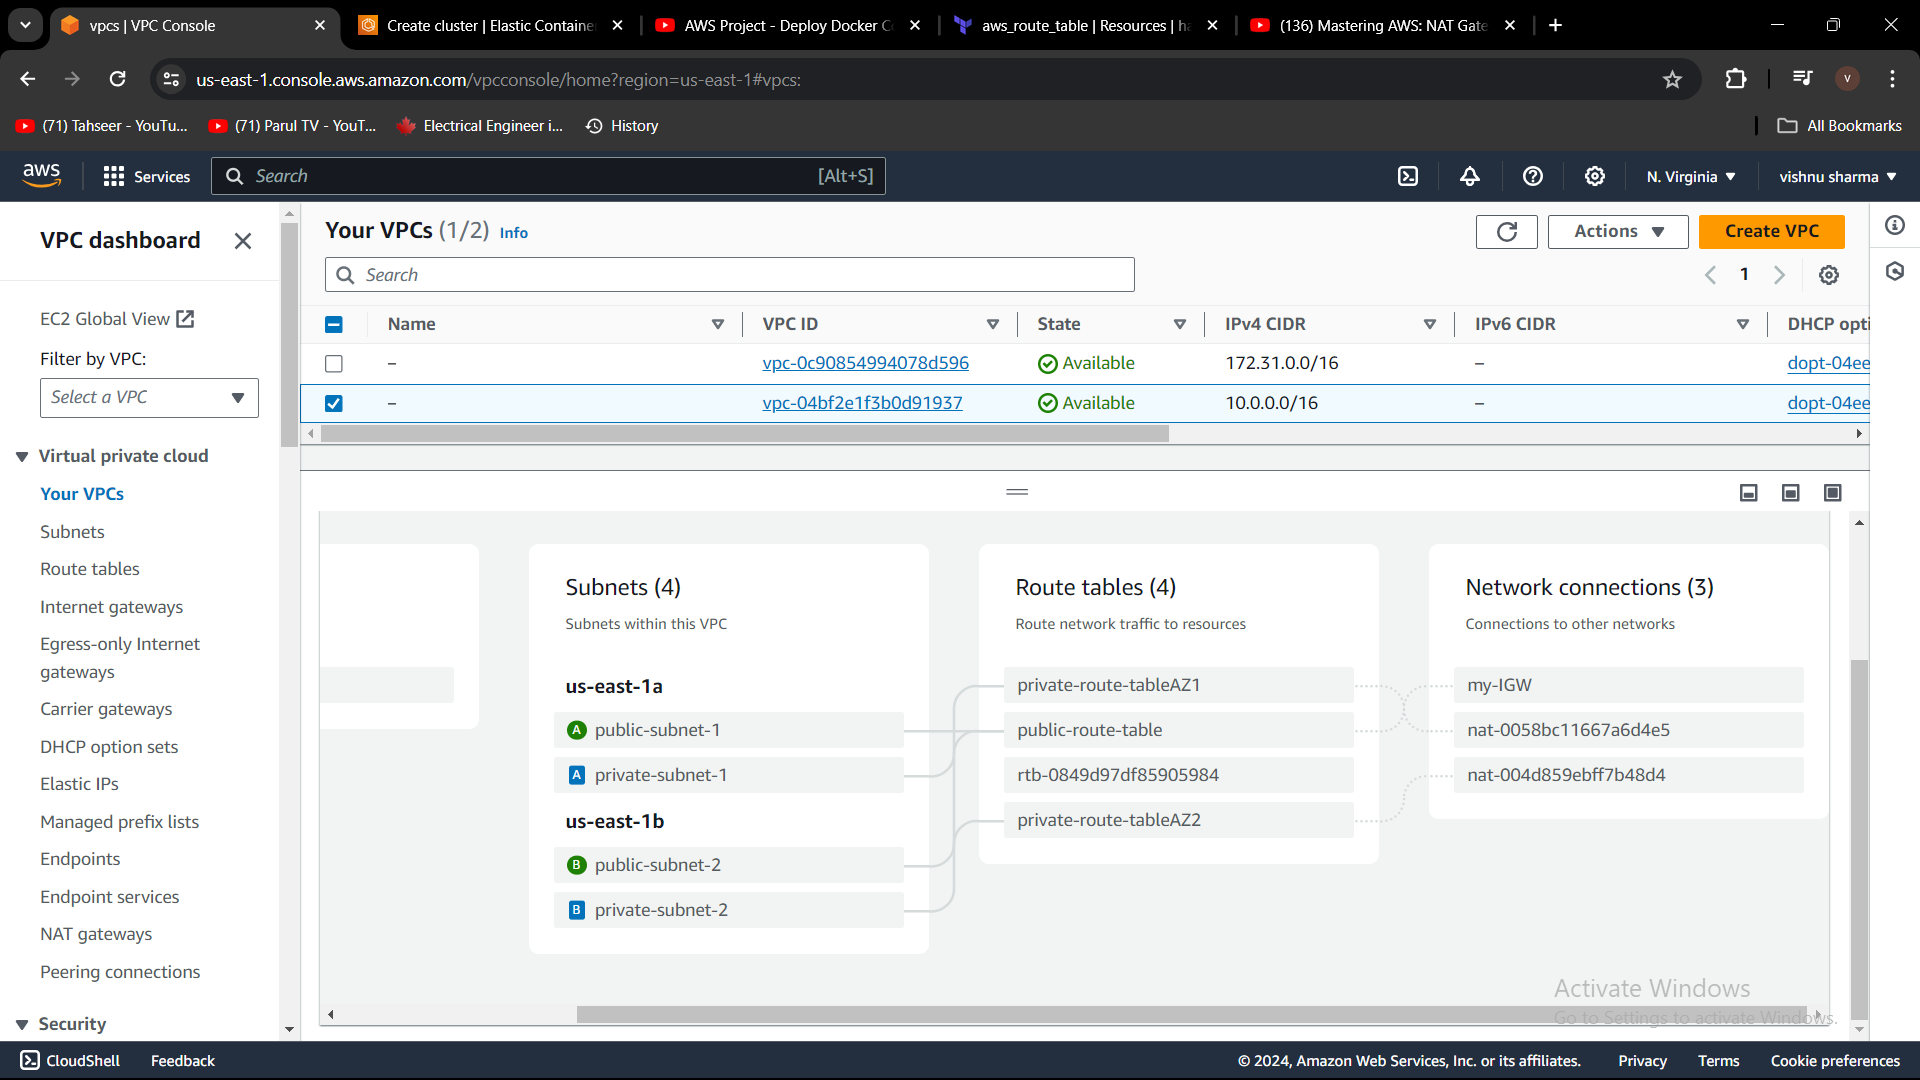 vpcs | VPC Console
Create cluster | Elastic Containe
AWS Project - Deploy Docker C
aws_route_table | Resources | ha
(136) Mastering AWS: NAT Gate
us-east-1.console.aws.amazon.com/vpcconsole/home?region=us-east-1#vpcs:
V
(71) Tahseer - YouTu...
(71) Parul TV - YouT...
Electrical Engineer i...
History
All Bookmarks
aws
Services
Search
[Alt+S]
N. Virginia
vishnu sharma
VPC dashboard
EC2 Global View
Filter by VPC:
Select a VPC
Virtual private cloud
Your VPCs
Subnets
Route tables
Internet gateways
Egress-only Internet
gateways
Carrier gateways
DHCP option sets
Elastic IPs
Managed prefix lists
Endpoints
Endpoint services
NAT gateways
Peering connections
Security
Your VPCs (1/2) Info
Actions
Create VPC
Search
1
Name VPC ID State IPv4 CIDR IPv6 CIDR DHCP opti
– vpc-0c90854994078d596 Available 172.31.0.0/16 – dopt-04ee
– vpc-04bf2e1f3b0d91937 Available 10.0.0.0/16 – dopt-04ee
Subnets (4)
Subnets within this VPC
us-east-1a
A public-subnet-1
A private-subnet-1
us-east-1b
B public-subnet-2
B private-subnet-2
Route tables (4)
Route network traffic to resources
private-route-tableAZ1
public-route-table
rtb-0849d97df85905984
private-route-tableAZ2
Network connections (3)
Connections to other networks
my-IGW
nat-0058bc11667a6d4e5
nat-004d859ebff7b48d4
Activate Windows
Go to Settings to activate Windows.
CloudShell
Feedback
© 2024, Amazon Web Services, Inc. or its affiliates.
Privacy
Terms
Cookie preferences